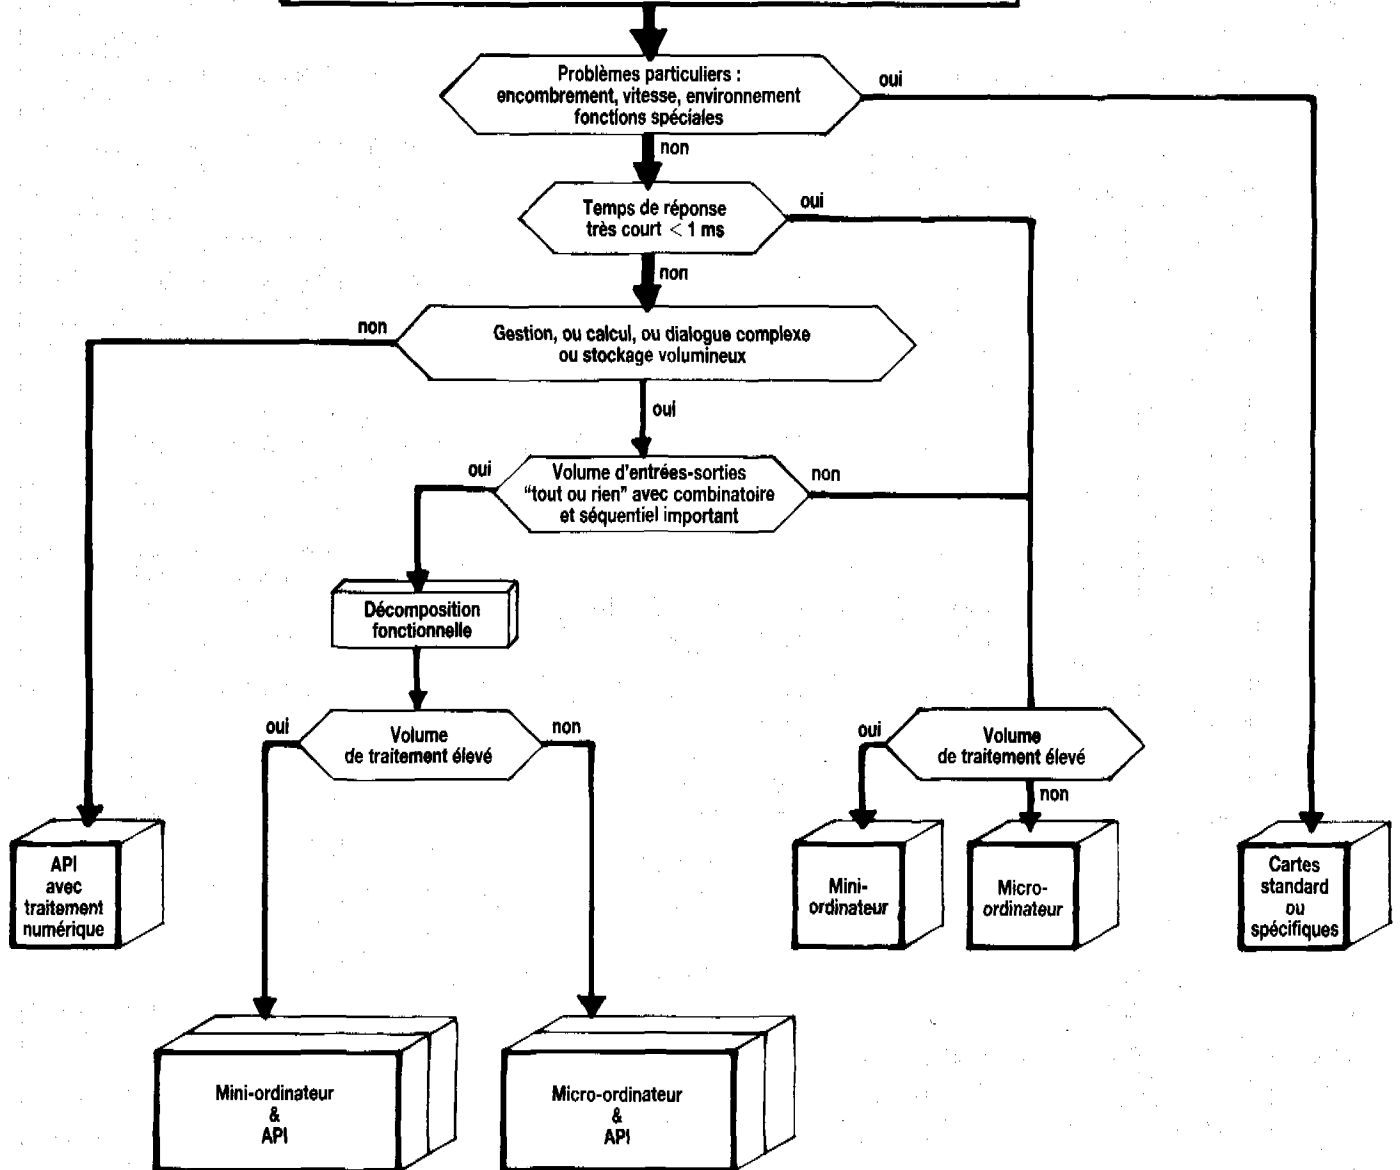 Problèmes particuliers :
encombrement, vitesse, environnement
fonctions spéciales
oui
non
Temps de réponse
très court < 1 ms
oui
non
Gestion, ou calcul, ou dialogue complexe
ou stockage volumineux
non
oui
Volume d'entrées-sorties
"tout ou rien" avec combinatoire
et séquentiel important
oui
non
Décomposition
fonctionnelle
Volume
de traitement élevé
oui
non
Volume
de traitement élevé
oui
non
API
avec
traitement
numérique
Mini-
ordinateur
Micro-
ordinateur
Cartes
standard
ou
spécifiques
Mini-ordinateur
&
API
Micro-ordinateur
&
API